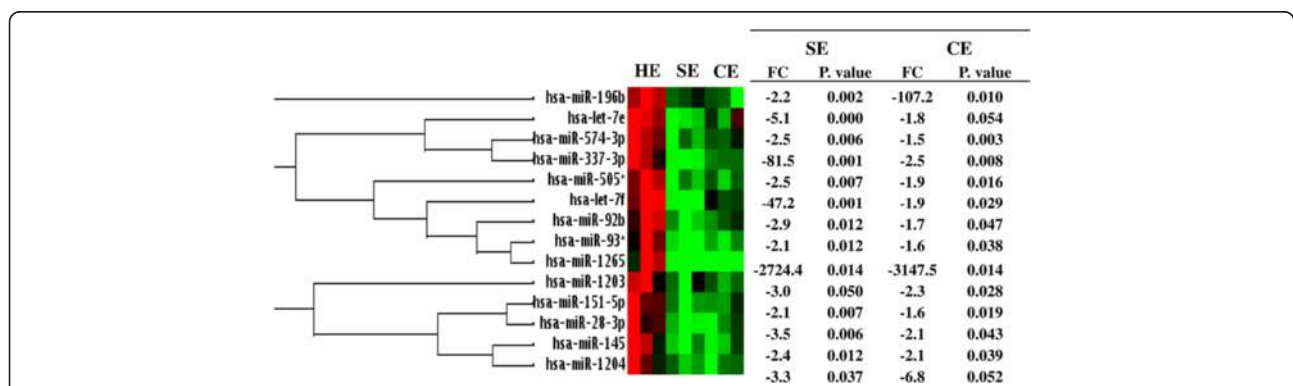 SE CE
HE SE CE FC P. value FC P. value
hsa-miR-196b -2.2 0.002 -107.2 0.010
hsa-let-7e -5.1 0.000 -1.8 0.054
hsa-miR-574-3p -2.5 0.006 -1.5 0.003
hsa-miR-337-3p -81.5 0.001 -2.5 0.008
hsa-miR-505* -2.5 0.007 -1.9 0.016
hsa-let-7f -47.2 0.001 -1.9 0.029
hsa-miR-92b -2.9 0.012 -1.7 0.047
hsa-miR-93* -2.1 0.012 -1.6 0.038
hsa-miR-1265 -2724.4 0.014 -3147.5 0.014
hsa-miR-1203 -3.0 0.050 -2.3 0.028
hsa-miR-151-5p -2.1 0.007 -1.6 0.019
hsa-miR-28-3p -3.5 0.006 -2.1 0.043
hsa-miR-145 -2.4 0.012 -2.1 0.039
hsa-miR-1204 -3.3 0.037 -6.8 0.052